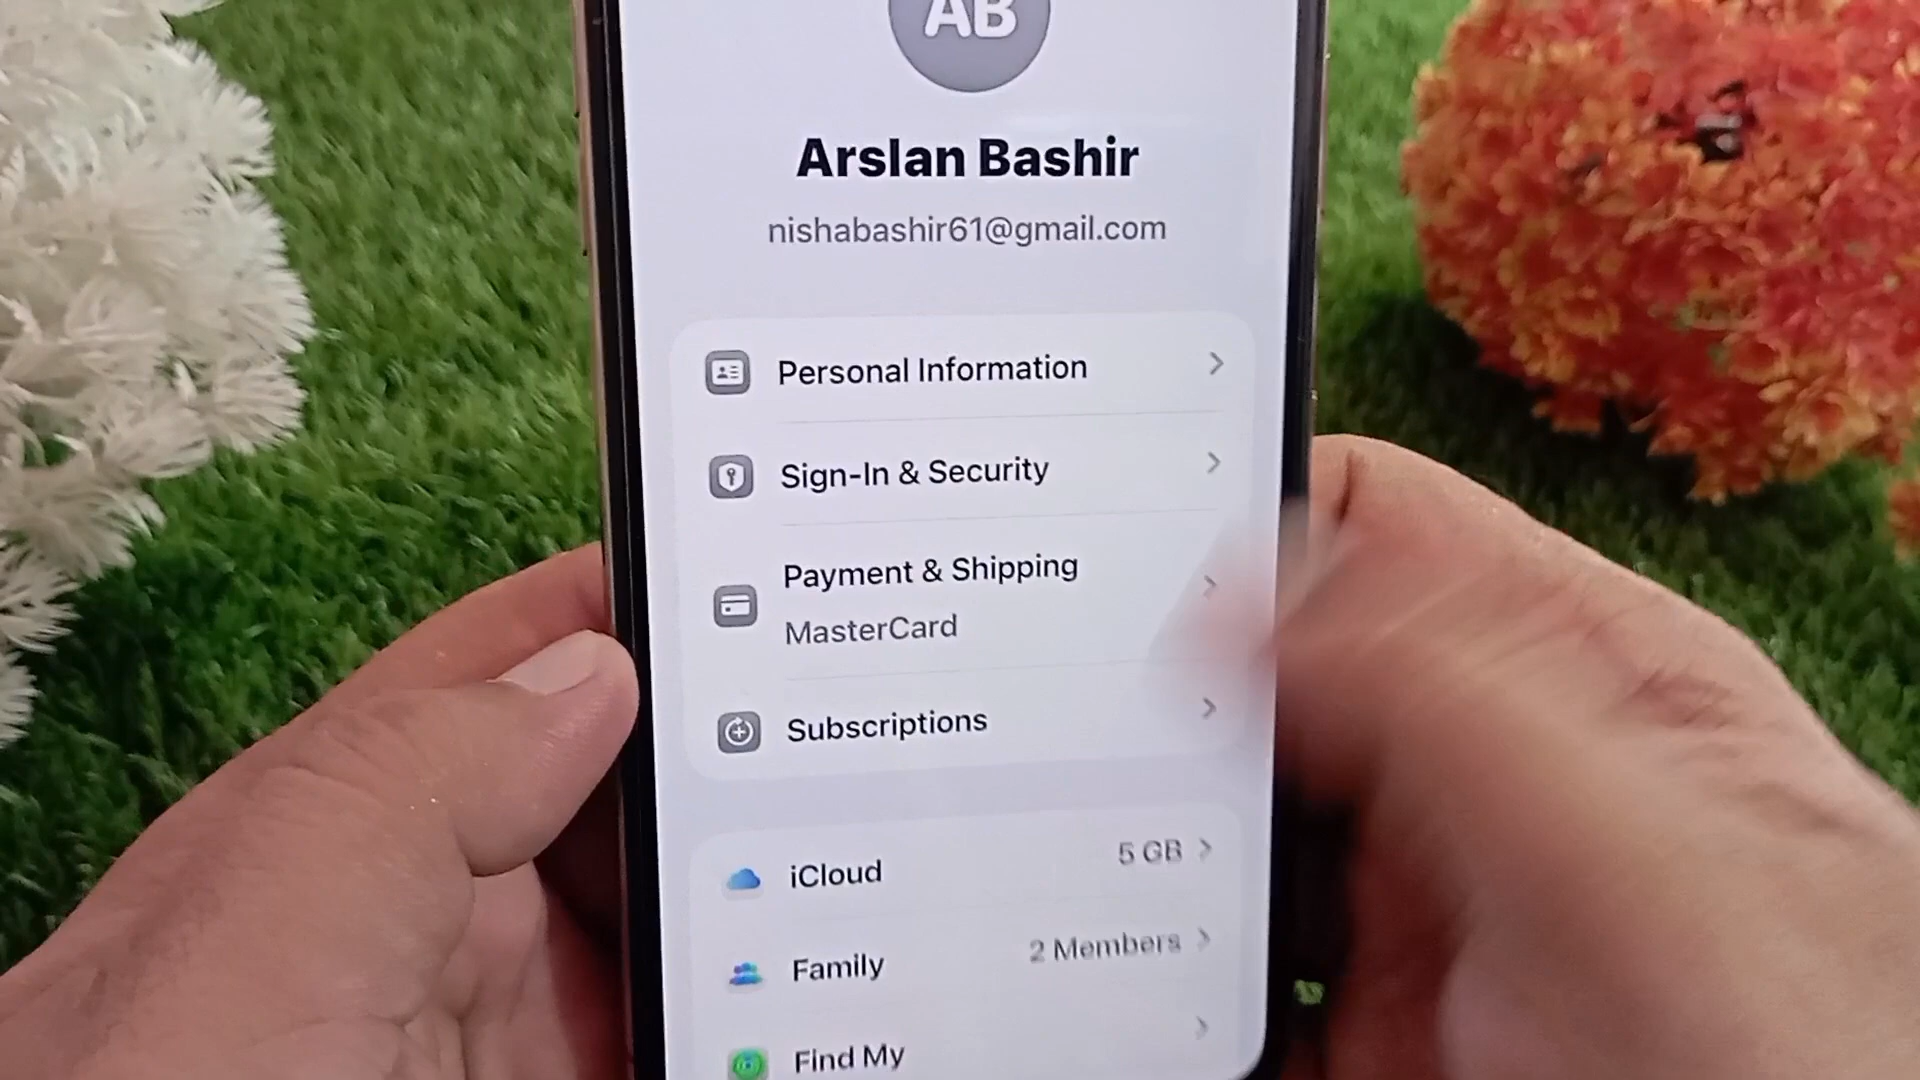 AB
Arslan Bashir
nishabashir61@gmail.com
Personal Information
Sign-In & Security
Payment & Shipping
MasterCard
Subscriptions
iCloud 5 GB
Family 2 Members
Find My